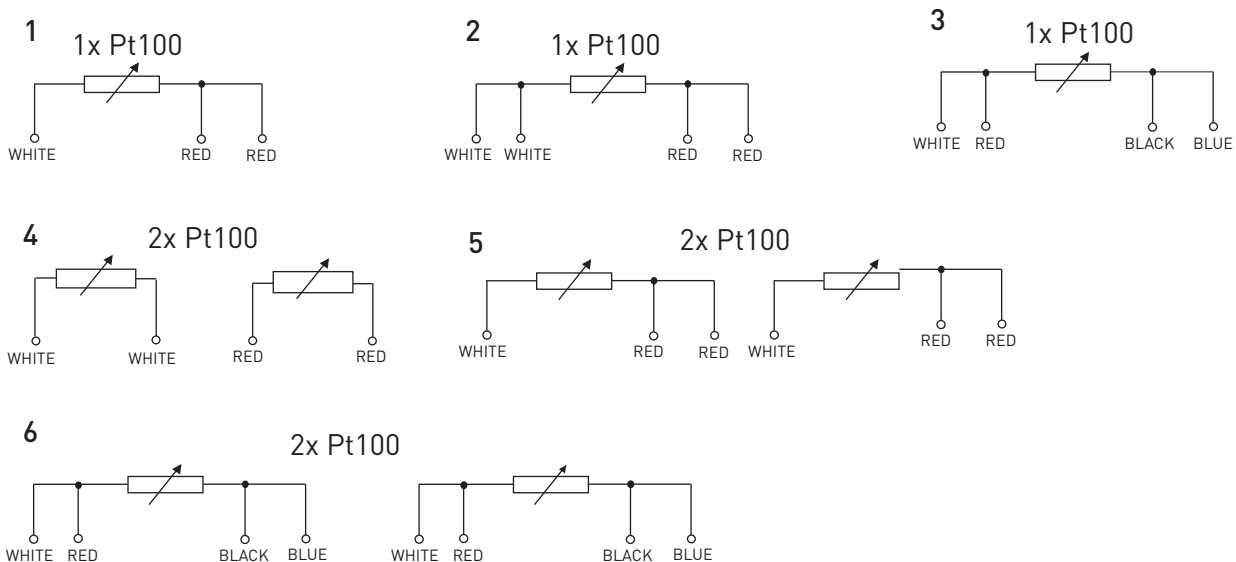 1
1x Pt100
WHITE RED RED
2
1x Pt100
WHITE WHITE RED RED
3
1x Pt100
WHITE RED BLACK BLUE
4
2x Pt100
WHITE WHITE RED RED
5
2x Pt100
WHITE RED RED WHITE RED RED
6
2x Pt100
WHITE RED BLACK BLUE WHITE RED BLACK BLUE